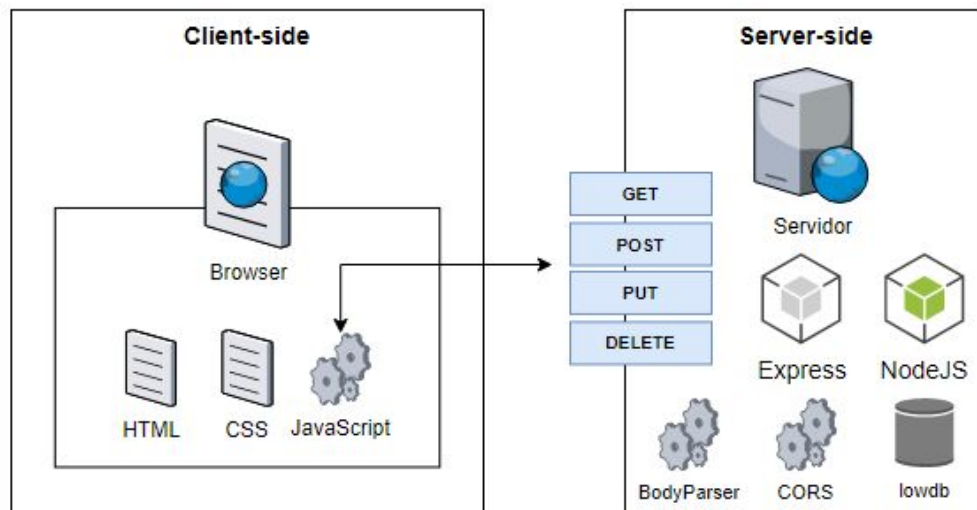 Client-side
Browser
HTML
CSS
JavaScript
Server-side
Servidor
GET
POST
PUT
DELETE
Express
NodeJS
BodyParser
CORS
lowdb